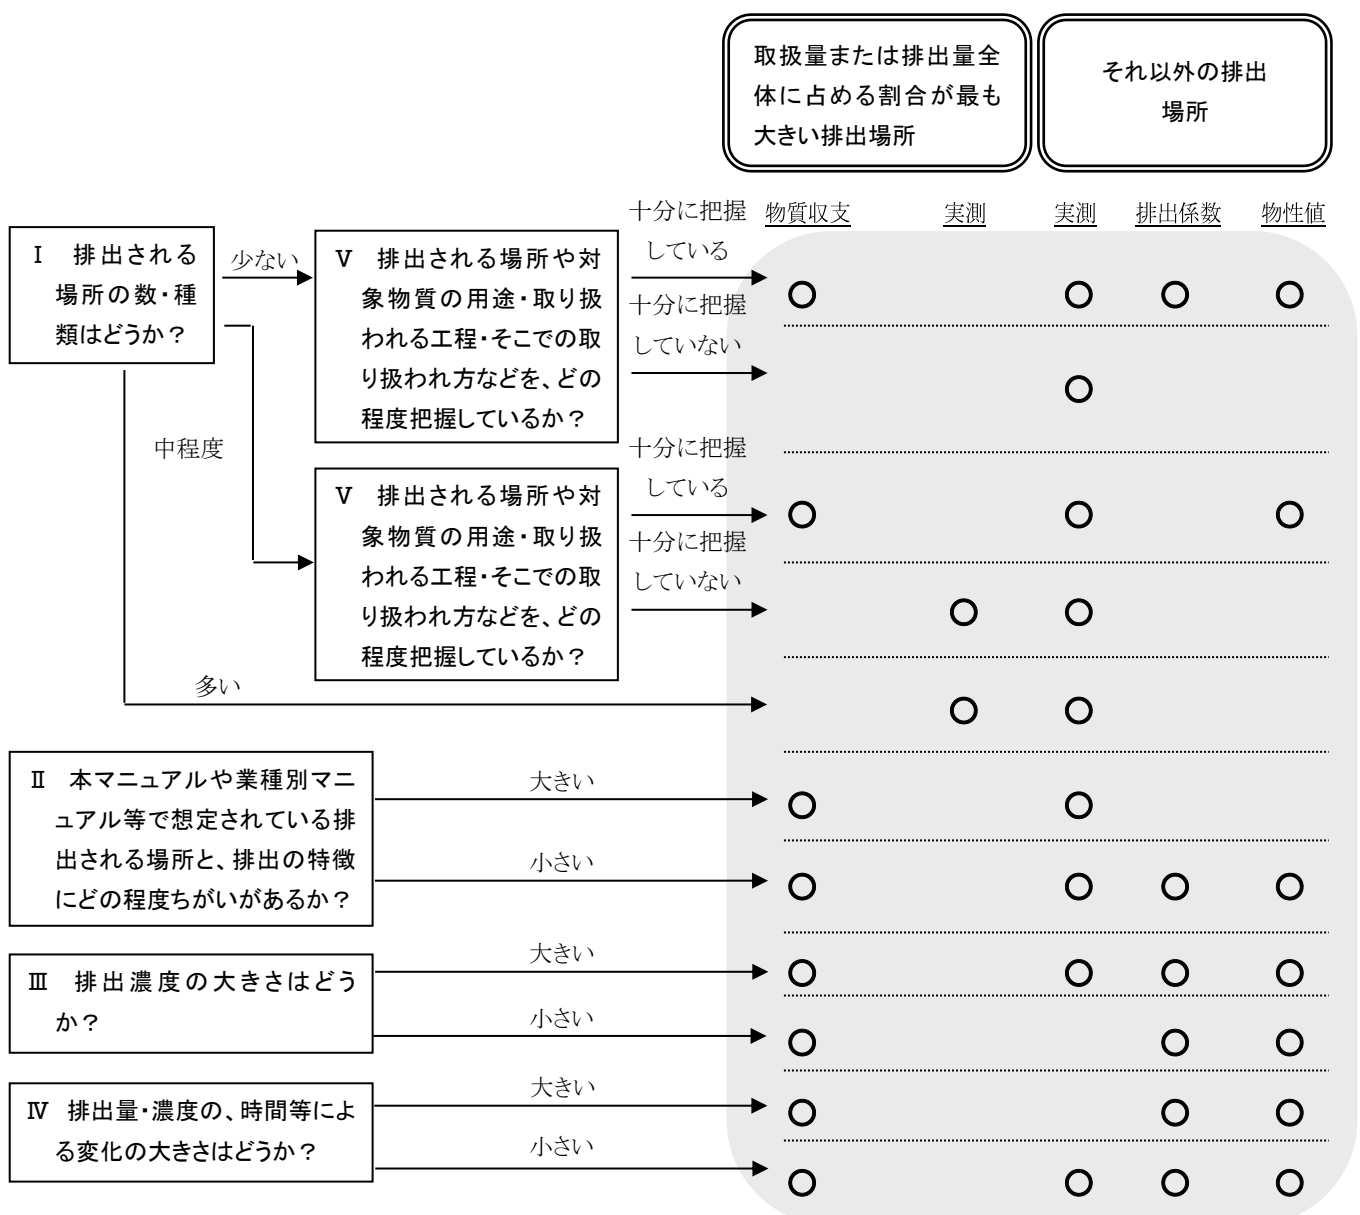 取扱量または排出量全
体に占める割合が最も
大きい排出場所
それ以外の排出
場所
物質収支
実測
実測
排出係数
物性値
Ⅰ　排出される
場所の数・種
類はどうか？
少ない
中程度
多い
Ⅴ　排出される場所や対
象物質の用途・取り扱
われる工程・そこでの取
り扱われ方などを、どの
程度把握しているか？
十分に把握
している
十分に把握
していない
Ⅴ　排出される場所や対
象物質の用途・取り扱
われる工程・そこでの取
り扱われ方などを、どの
程度把握しているか？
十分に把握
している
十分に把握
していない
Ⅱ　本マニュアルや業種別マニ
ュアル等で想定されている排
出される場所と、排出の特徴
にどの程度ちがいがあるか？
大きい
小さい
Ⅲ　排出濃度の大きさはどう
か？
大きい
小さい
Ⅳ　排出量・濃度の、時間等によ
る変化の大きさはどうか？
大きい
小さい